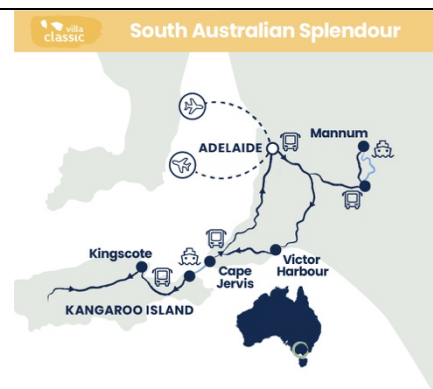 villa
classic
South Australian Splendour
ADELAIDE
Mannum
Kingscote
Cape
Jervis
Victor
Harbour
KANGAROO ISLAND